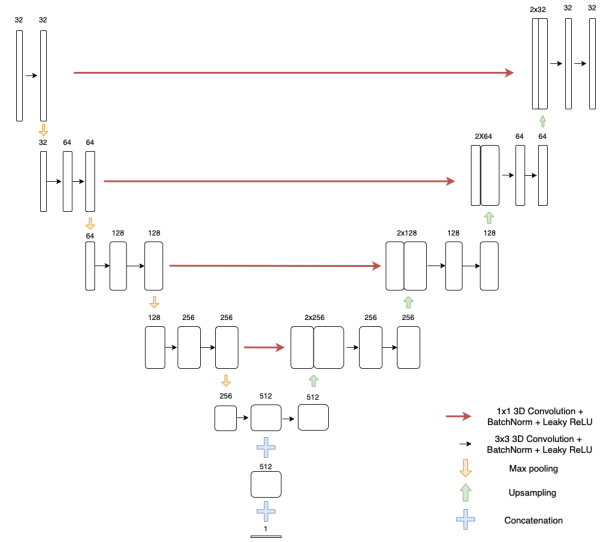 32 32 2x32 32 32
32 64 64 2X64 64 64
64 128 128 2x128 128 128
128 256 256 2x256 256 256
256 512 512
1x1 3D Convolution +
BatchNorm + Leaky ReLU
3x3 3D Convolution +
BatchNorm + Leaky ReLU
Max pooling
512
Upsampling
Concatenation
1